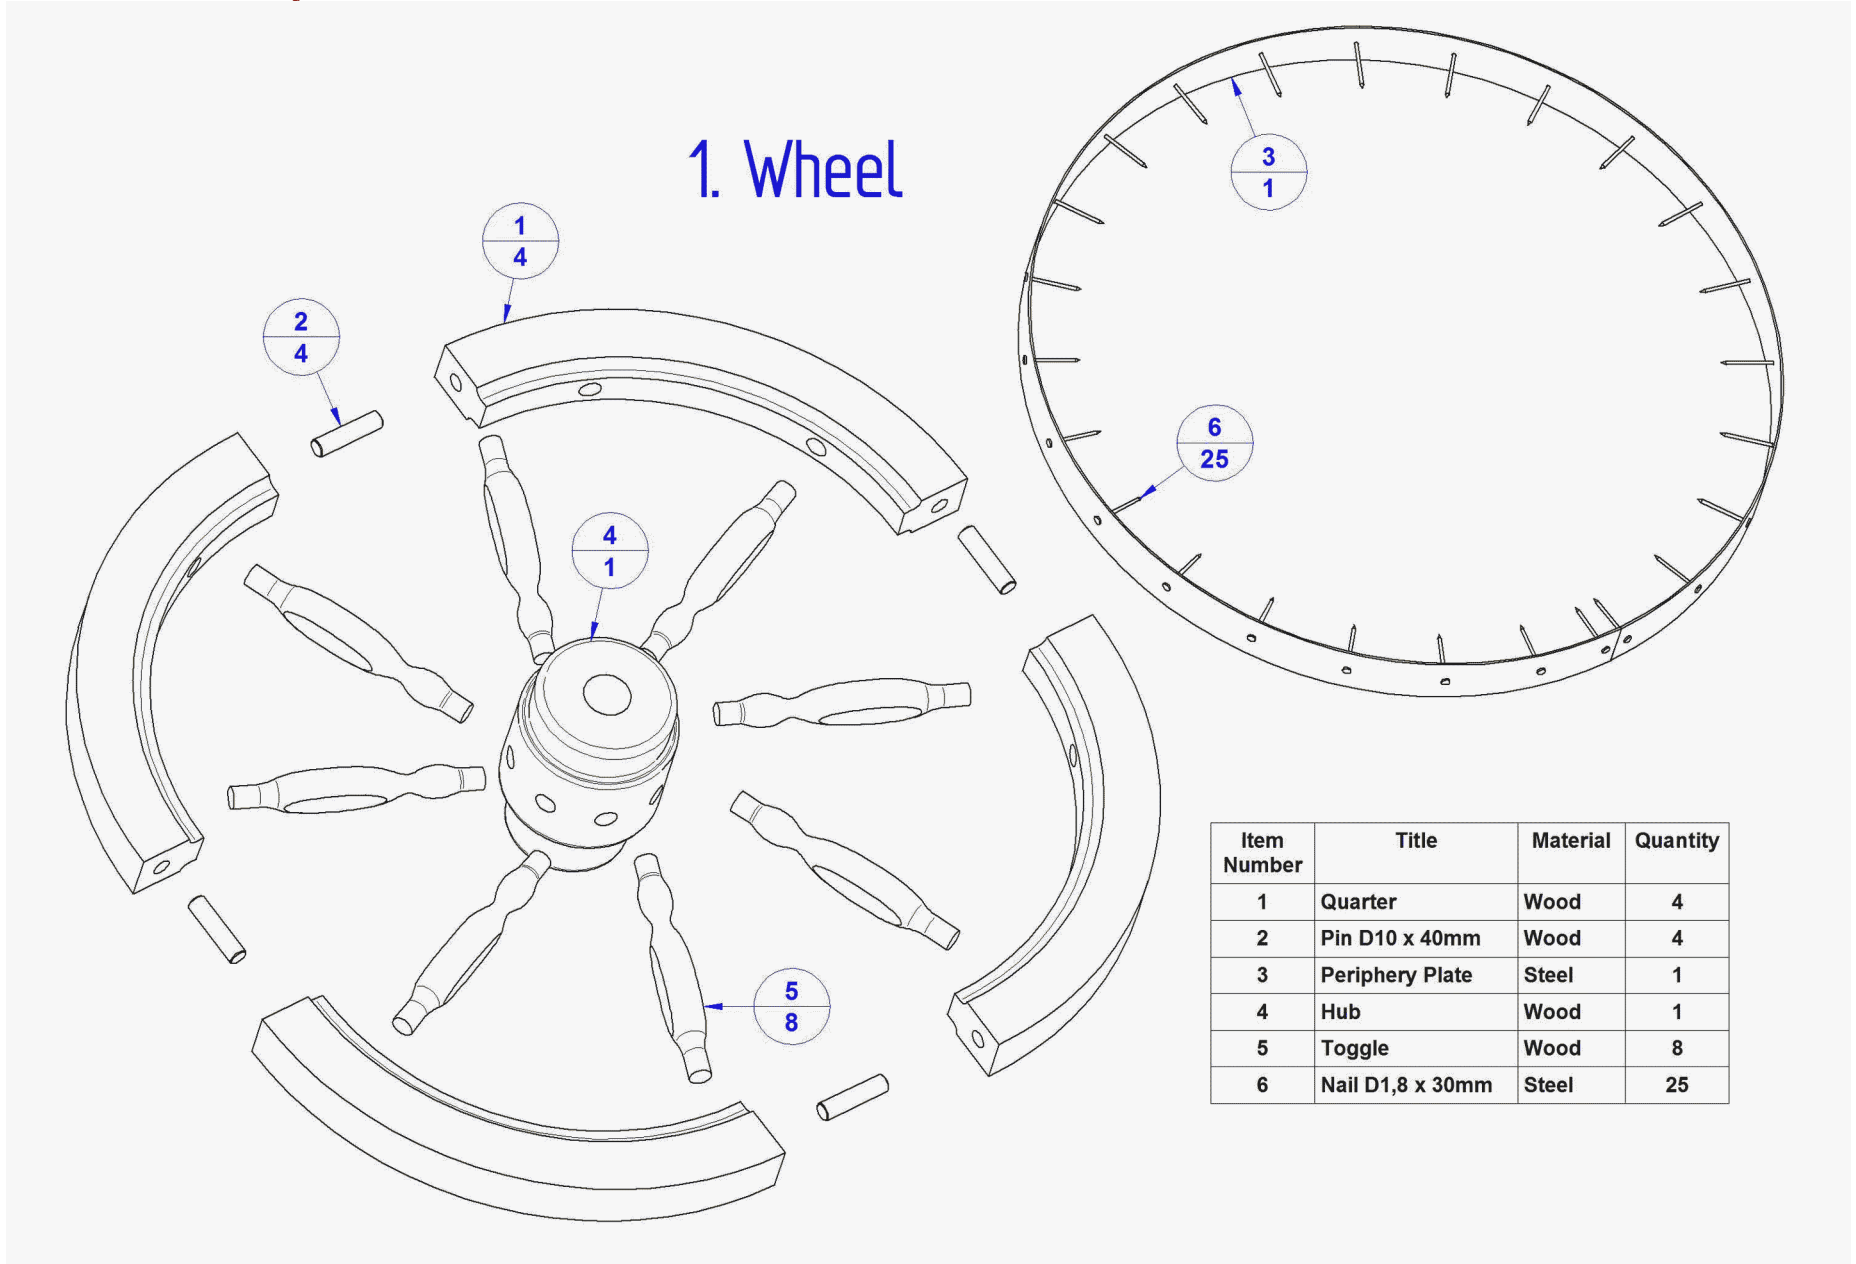 1. Wheel
3
1
1
4
2
4
6
25
4
1
5
8
Item Number Title Material Quantity
1 Quarter Wood 4
2 Pin D10 x 40mm Wood 4
3 Periphery Plate Steel 1
4 Hub Wood 1
5 Toggle Wood 8
6 Nail D1,8 x 30mm Steel 25